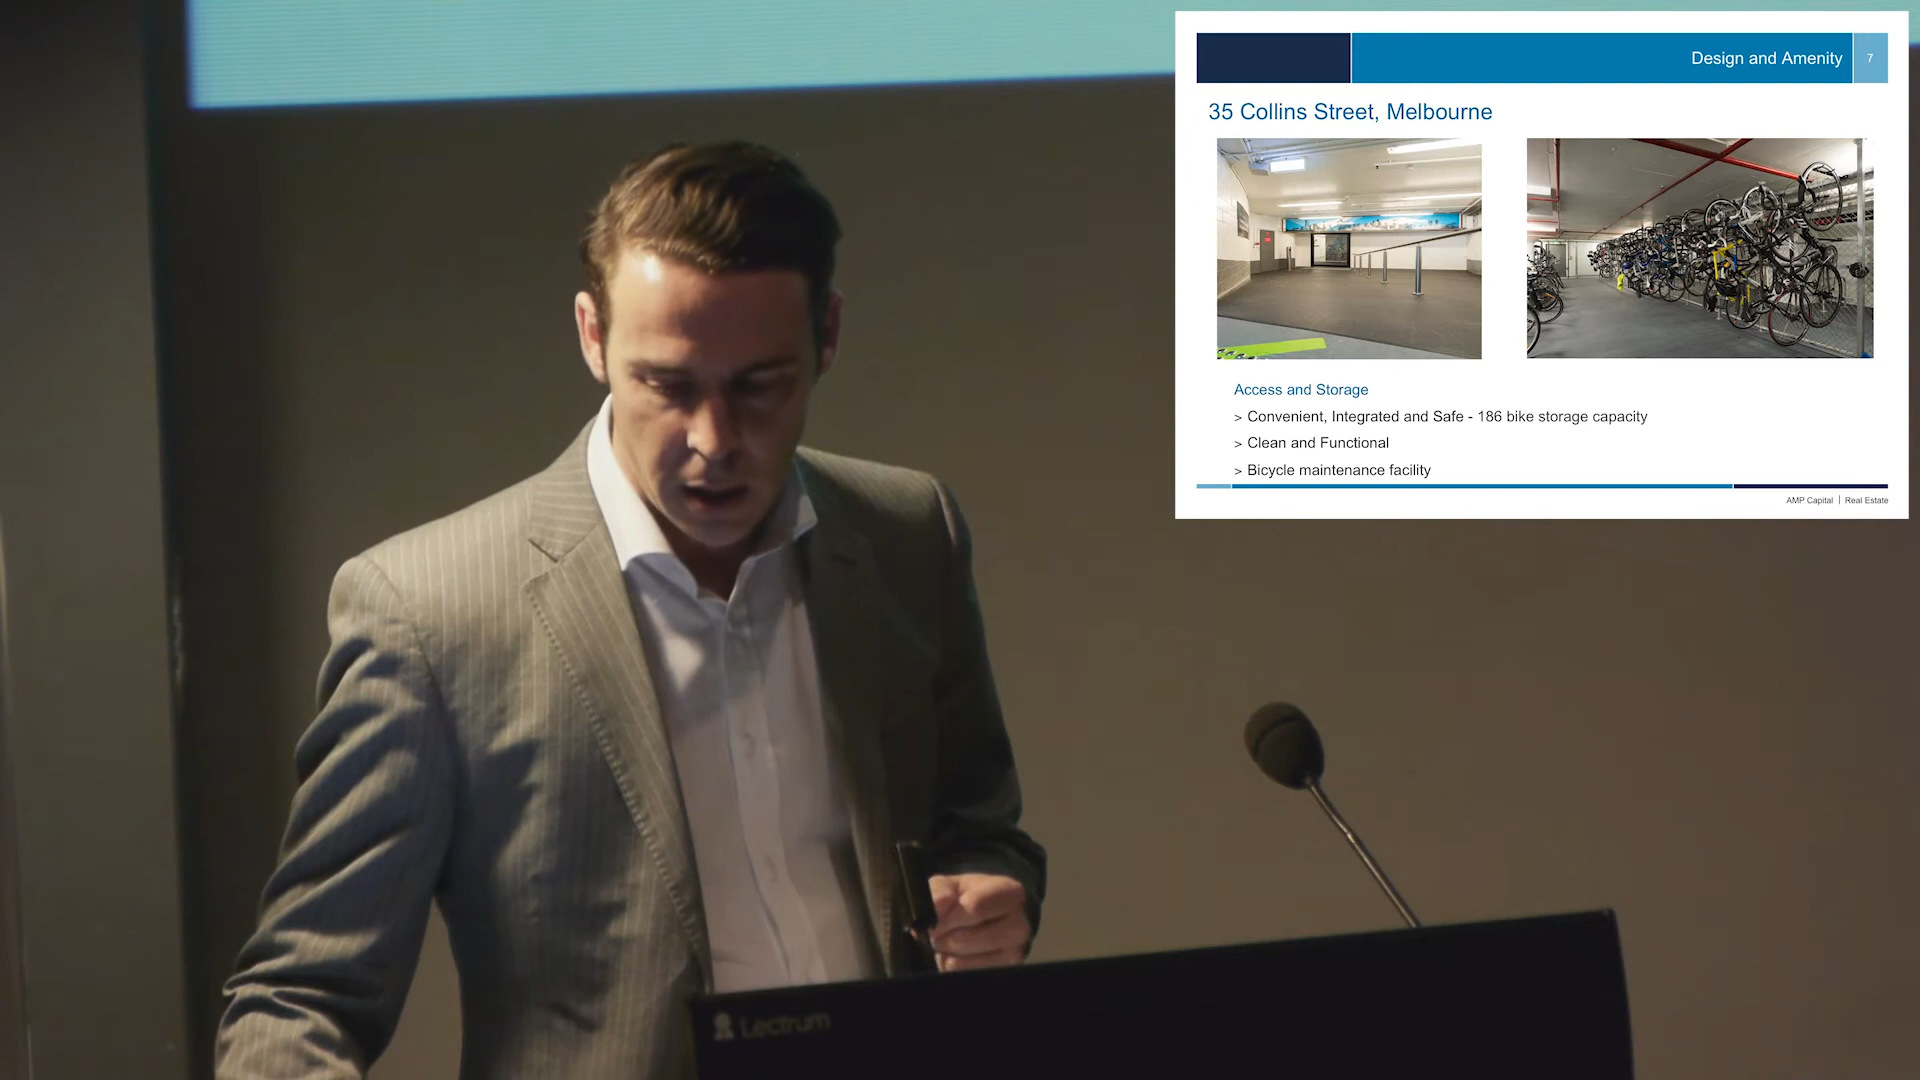 Design and Amenity 7
35 Collins Street, Melbourne
Access and Storage
> Convenient, Integrated and Safe - 186 bike storage capacity
> Clean and Functional
> Bicycle maintenance facility
AMP Capital | Real Estate
Lectrum